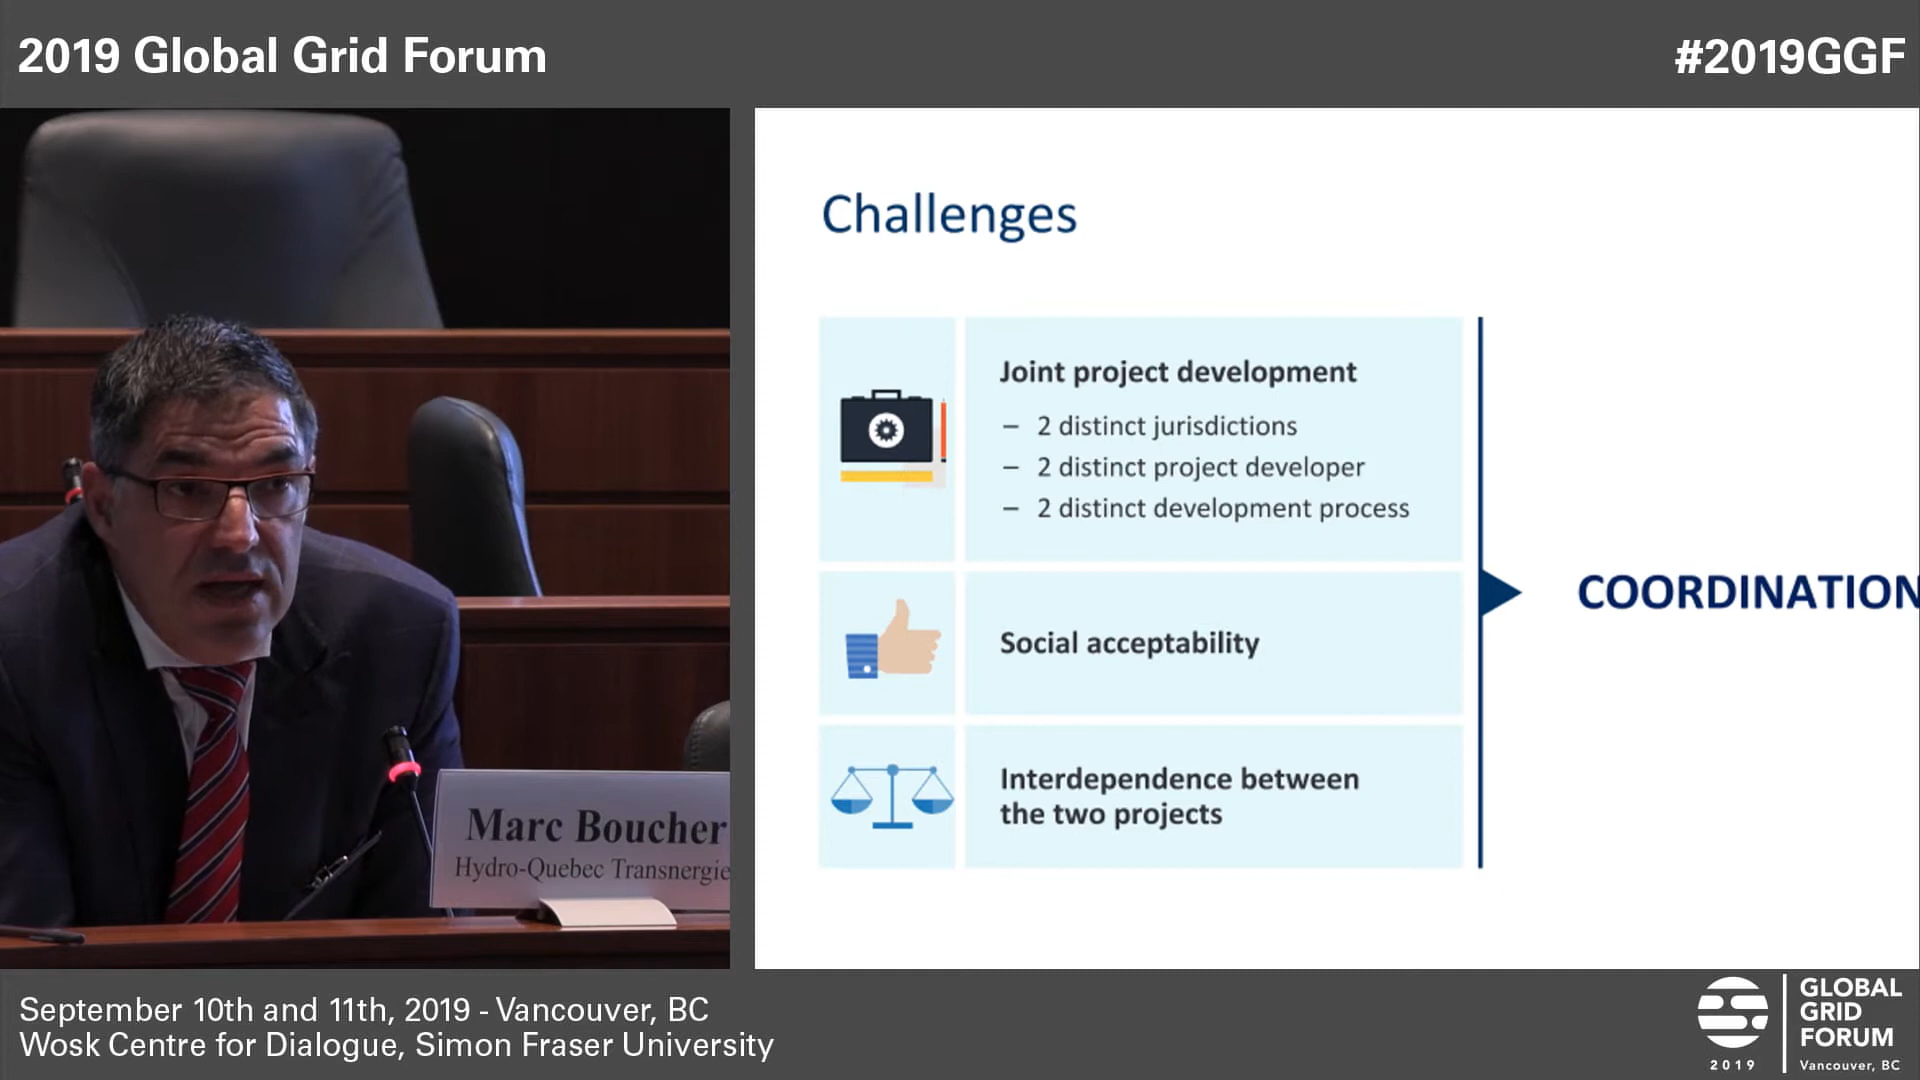 2019 Global Grid Forum
#2019GGF
Marc Boucher
Hydro-Quebec Transnergie
Challenges
Joint project development
– 2 distinct jurisdictions
– 2 distinct project developer
– 2 distinct development process
Social acceptability
Interdependence between
the two projects
COORDINATION
September 10th and 11th, 2019 - Vancouver, BC
Wosk Centre for Dialogue, Simon Fraser University
2019
GLOBAL
GRID
FORUM
Vancouver, BC